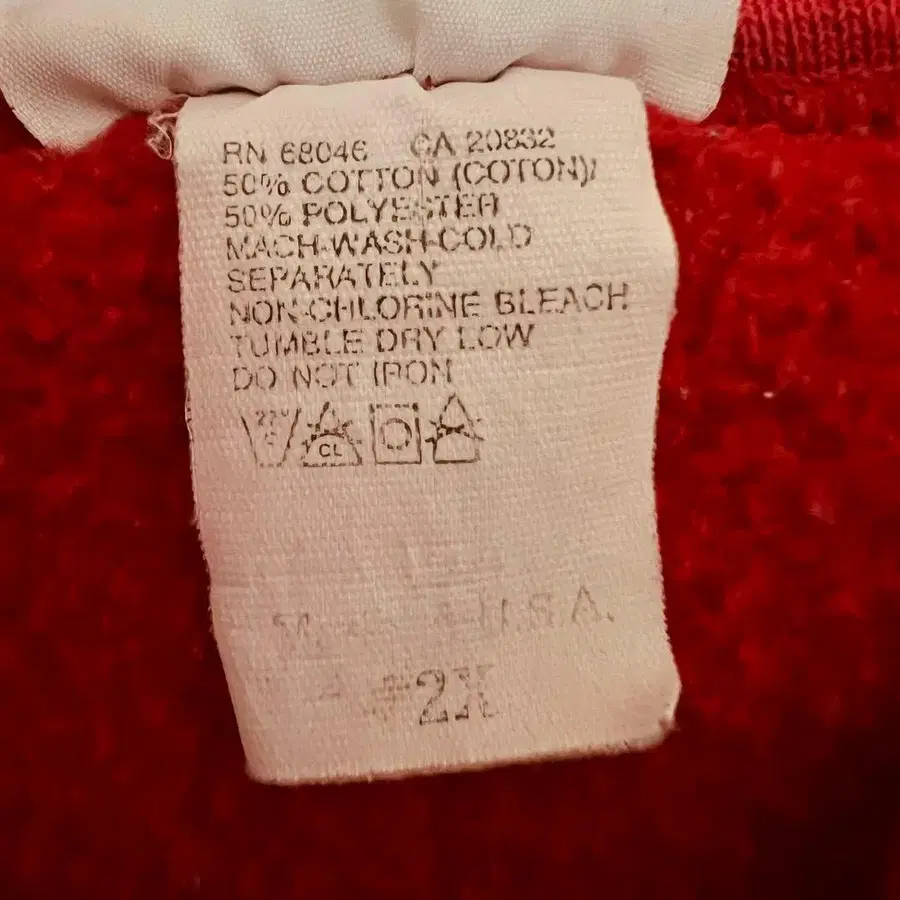 RN 68046 CA 20832
50% COTTON (COTON)/
50% POLYESTER
MACH-WASH-COLD
SEPARATELY
NON-CHLORINE BLEACH
TUMBLE DRY LOW
DO NOT IRON
CL
Made U.S.A.
2X